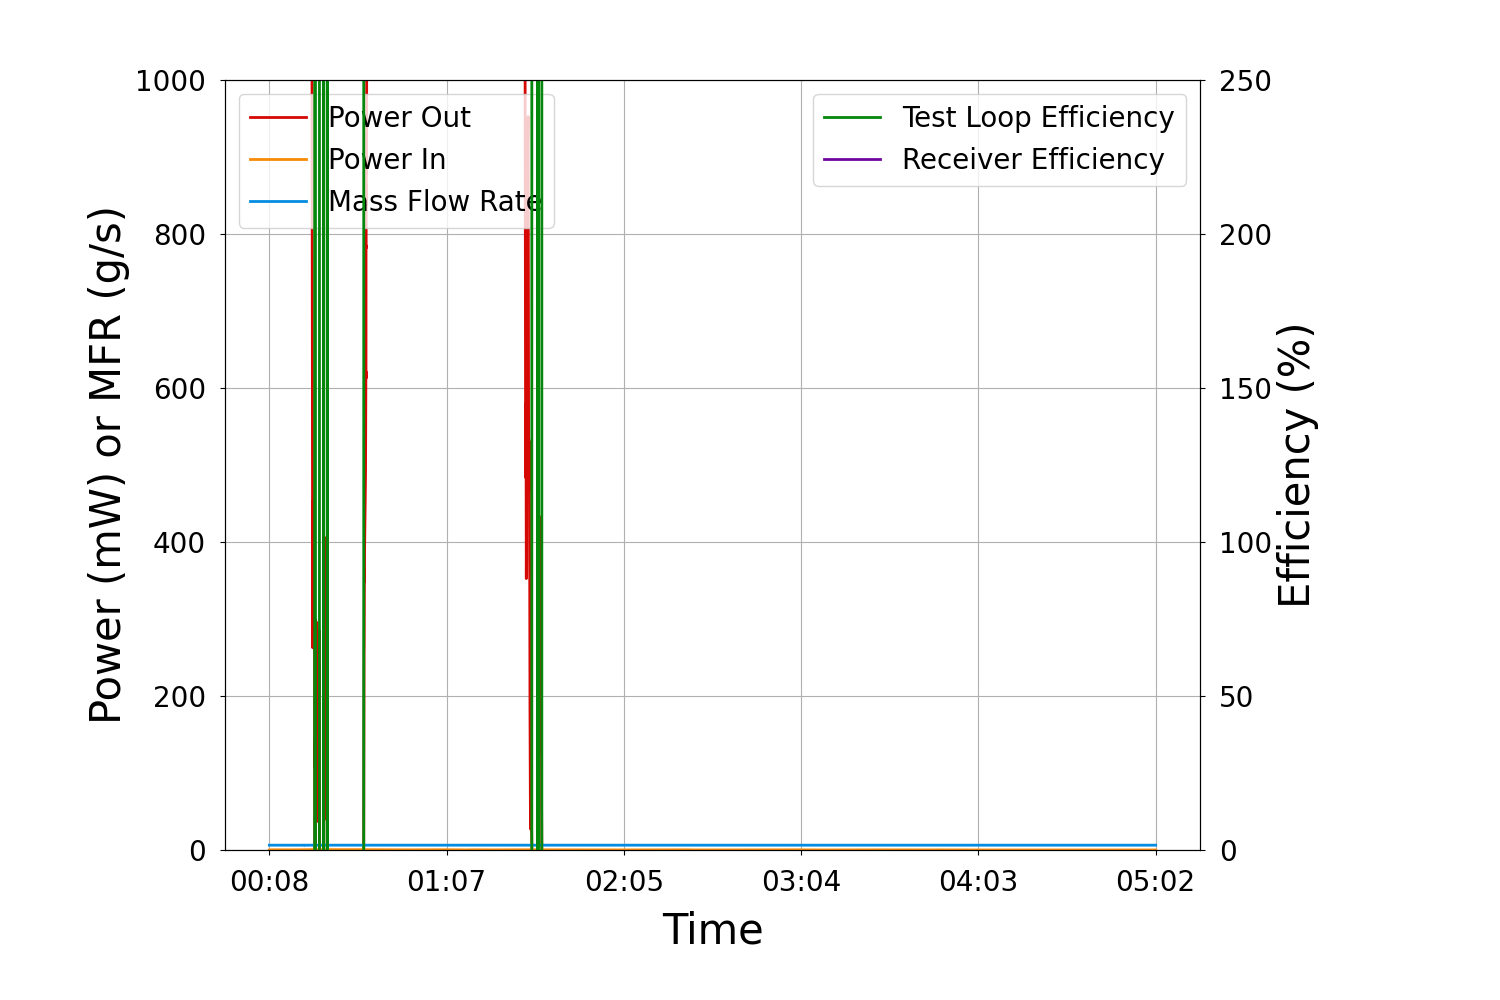 1000
800
600
400
200
0
Power (mW) or MFR (g/s)
Power Out
Power In
Mass Flow Rate
Test Loop Efficiency
Receiver Efficiency
250
200
150
100
50
0
Efficiency (%)
00:08 01:07 02:05 03:04 04:03 05:02
Time